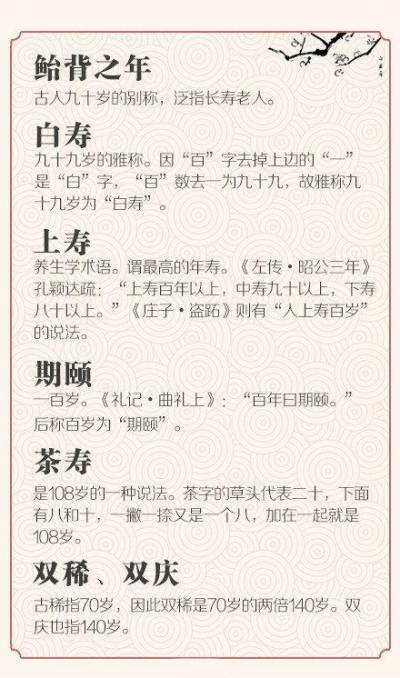 鲐背之年
古人九十岁的别称，泛指长寿老人。
白寿
九十九岁的雅称。因“百”字去掉上边的“一”
是“白”字，“百”数去一为九十九，故雅称九
十九岁为“白寿”。
上寿
养生学术语。谓最高的年寿。《左传·昭公三年》
孔颖达疏：“上寿百年以上，中寿九十以上，下寿
八十以上。”《庄子·盗跖》则有“人上寿百岁”
的说法。
期颐
一百岁。《礼记·曲礼上》：“百年曰期颐。”
后称百岁为“期颐”。
茶寿
是108岁的一种说法。茶字的草头代表二十，下面
有八和十，一撇一捺又是一个八，加在一起就是
108岁。
双稀、双庆
古稀指70岁，因此双稀是70岁的两倍140岁。双
庆也指140岁。